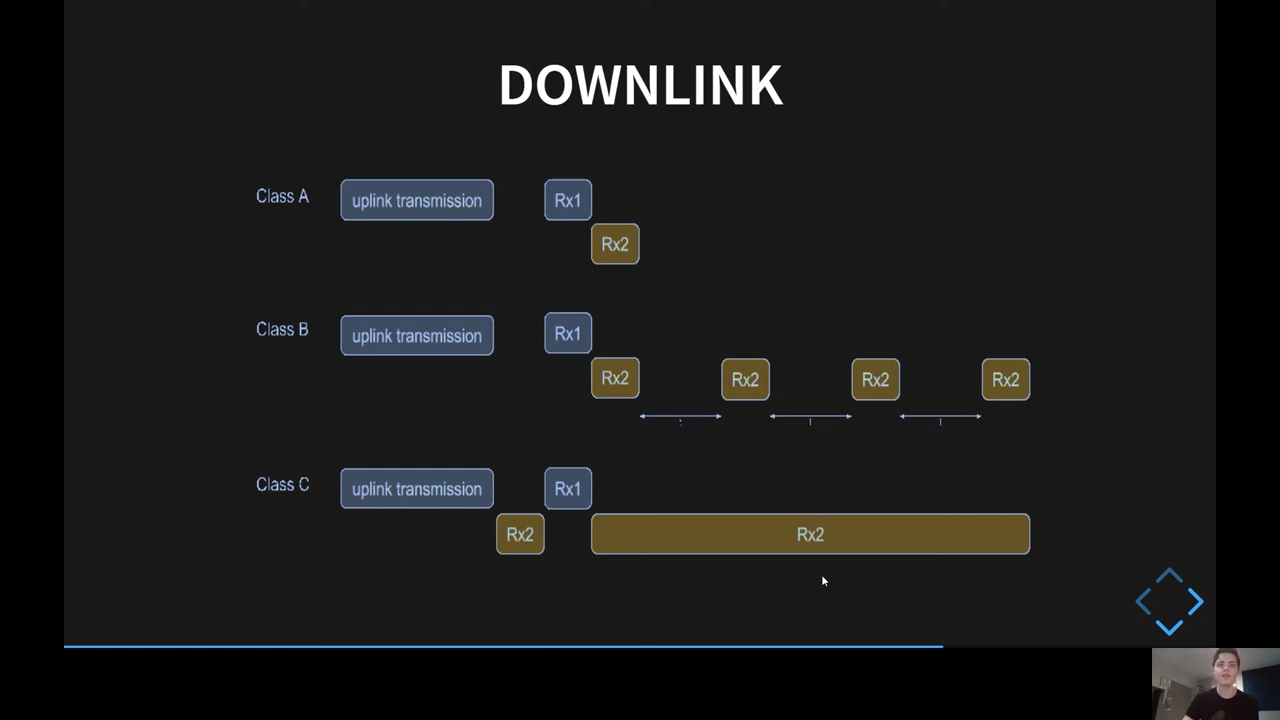 DOWNLINK
Class A uplink transmission Rx1
Rx2
Class B uplink transmission Rx1
Rx2 Rx2 Rx2 Rx2
Class C uplink transmission Rx1
Rx2 Rx2